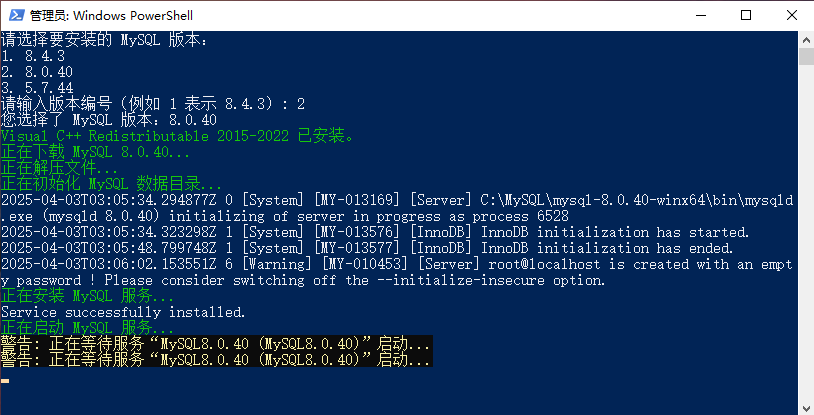 管理员: Windows PowerShell
请选择要安装的 MySQL 版本:
1. 8.4.3
2. 8.0.40
3. 5.7.44
请输入版本编号 (例如 1 表示 8.4.3) : 2
您选择了 MySQL 版本: 8.0.40
Visual C++ Redistributable 2015-2022 已安装。
正在下载 MySQL 8.0.40...
正在解压文件...
正在初始化 MySQL 数据目录...
2025-04-03T03:05:34.294877Z 0 [System] [MY-013169] [Server] C:\MySQL\mysql-8.0.40-winx64\bin\mysqld
.exe (mysqld 8.0.40) initializing of server in progress as process 6528
2025-04-03T03:05:34.323298Z 1 [System] [MY-013576] [InnoDB] InnoDB initialization has started.
2025-04-03T03:05:48.799748Z 1 [System] [MY-013577] [InnoDB] InnoDB initialization has ended.
2025-04-03T03:06:02.153551Z 6 [Warning] [MY-010453] [Server] root@localhost is created with an empt
y password ! Please consider switching off the --initialize-insecure option.
正在安装 MySQL 服务...
Service successfully installed.
正在启动 MySQL 服务...
警告: 正在等待服务“MySQL8.0.40 (MySQL8.0.40)”启动...
警告: 正在等待服务“MySQL8.0.40 (MySQL8.0.40)”启动...